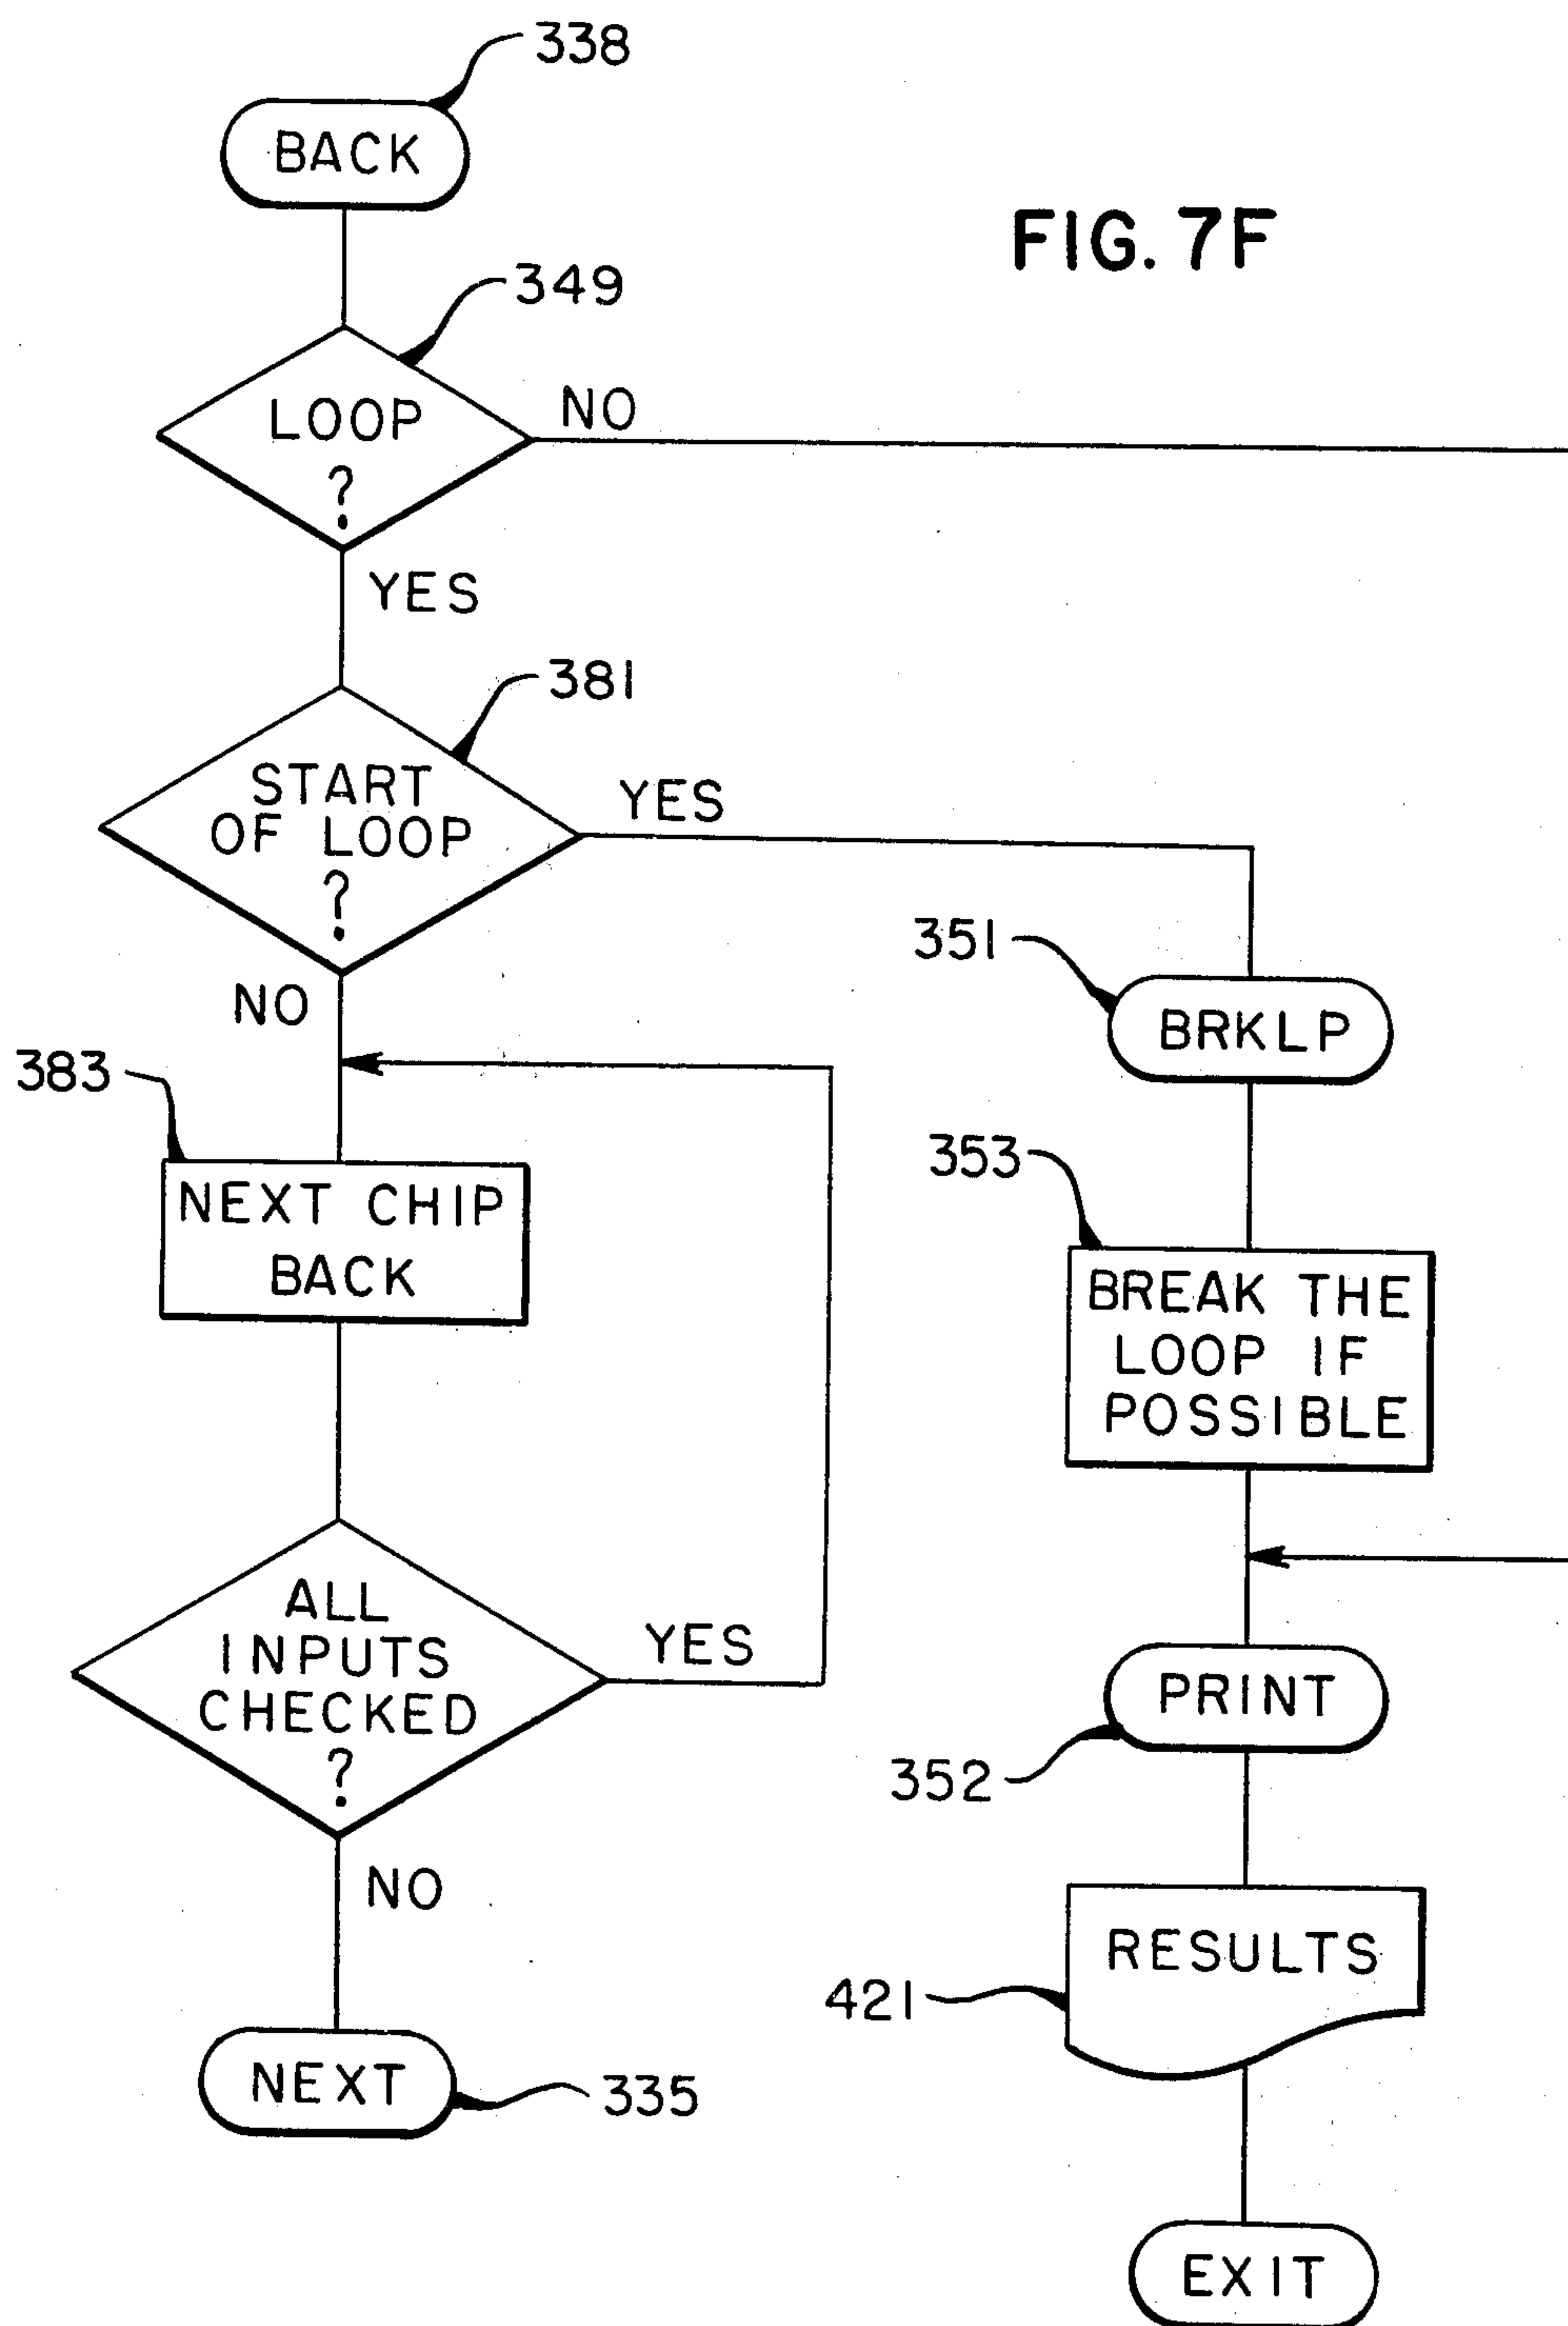 338
BACK
FIG. 7F
349
LOOP
?
NO
YES
381
START
OF LOOP
?
YES
NO
351
BRKLP
383
NEXT CHIP
BACK
353
BREAK THE
LOOP IF
POSSIBLE
ALL
INPUTS
CHECKED
?
YES
NO
PRINT
352
RESULTS
421
NEXT
335
EXIT